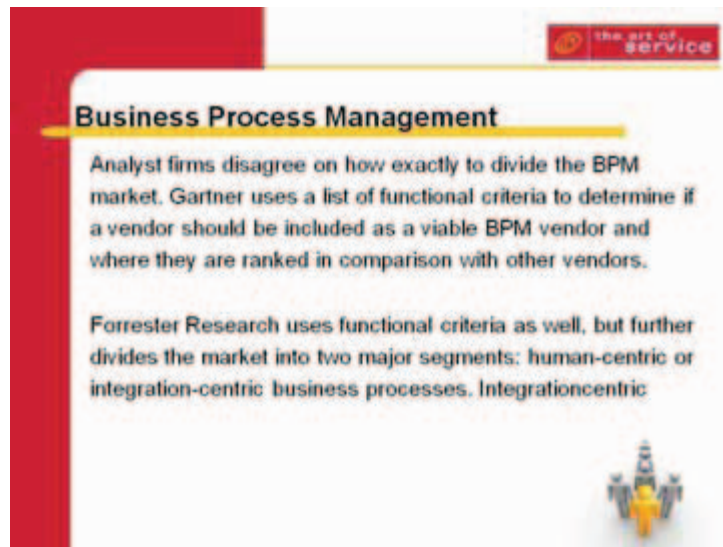 the art of
service
Business Process Management
Analyst firms disagree on how exactly to divide the BPM
market. Gartner uses a list of functional criteria to determine if
a vendor should be included as a viable BPM vendor and
where they are ranked in comparison with other vendors.
Forrester Research uses functional criteria as well, but further
divides the market into two major segments: human-centric or
integration-centric business processes. Integrationcentric